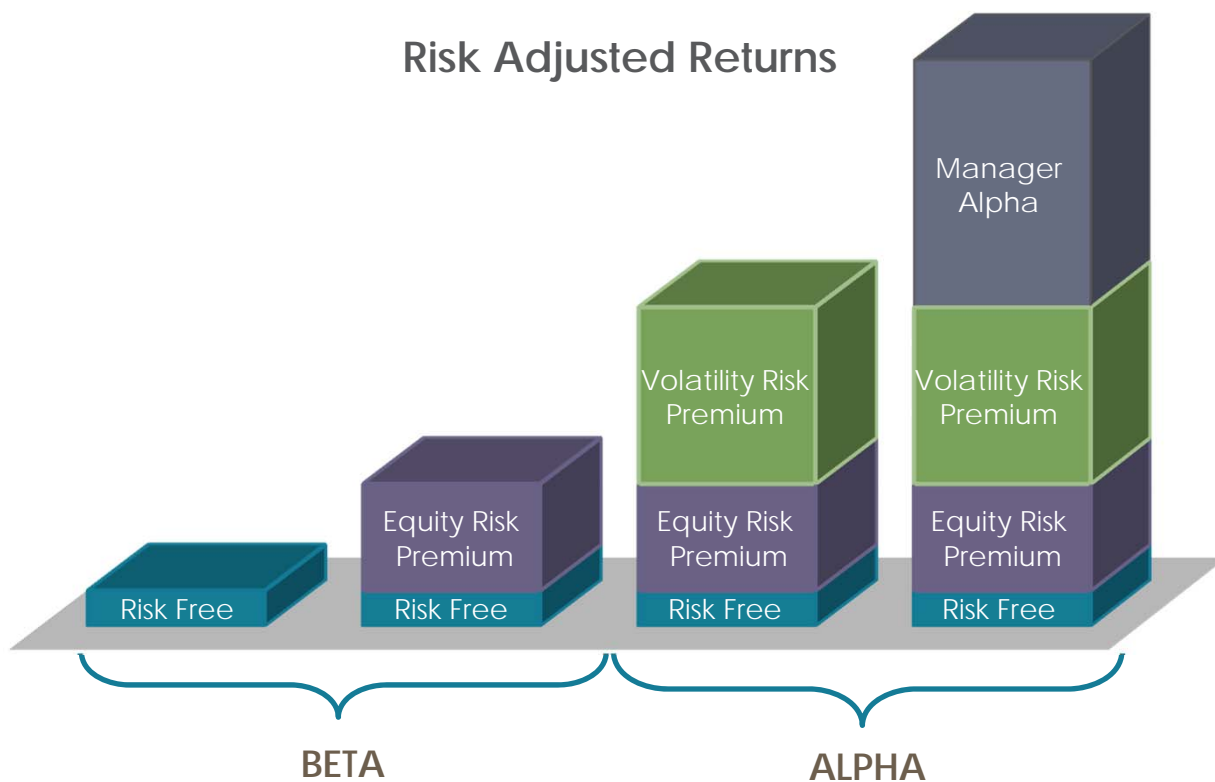 Risk Adjusted Returns
Manager
Alpha
Volatility Risk
Premium
Volatility Risk
Premium
Equity Risk
Premium
Equity Risk
Premium
Equity Risk
Premium
Risk Free
Risk Free
Risk Free
Risk Free
BETA
ALPHA